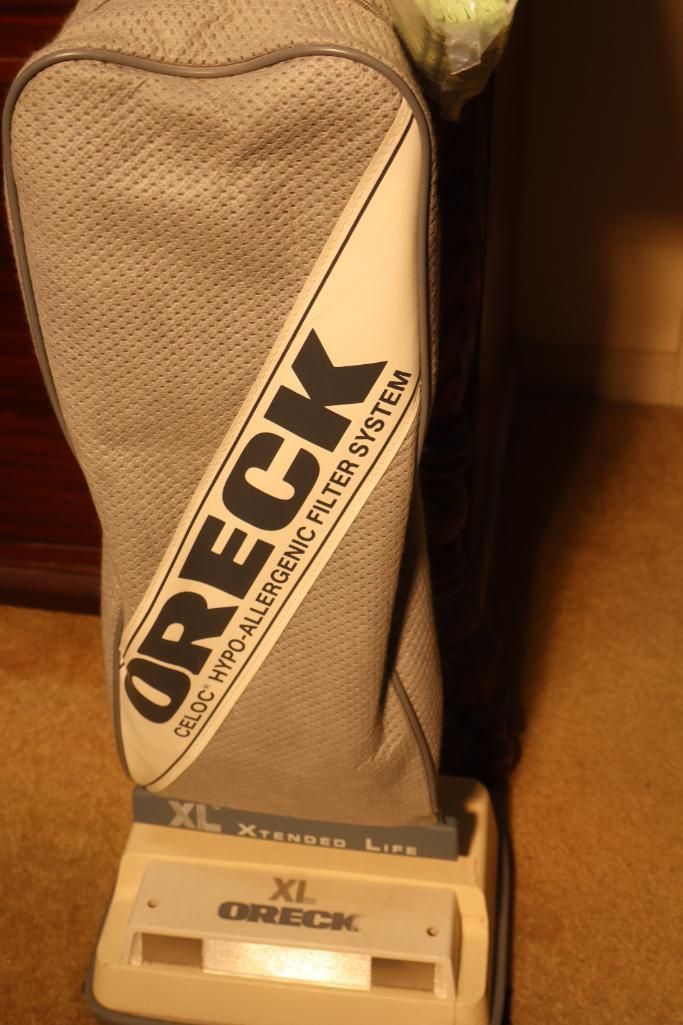 ORECK
CELOC® HYPO-ALLERGENIC FILTER SYSTEM
XL XTENDED LIFE
XL
ORECK